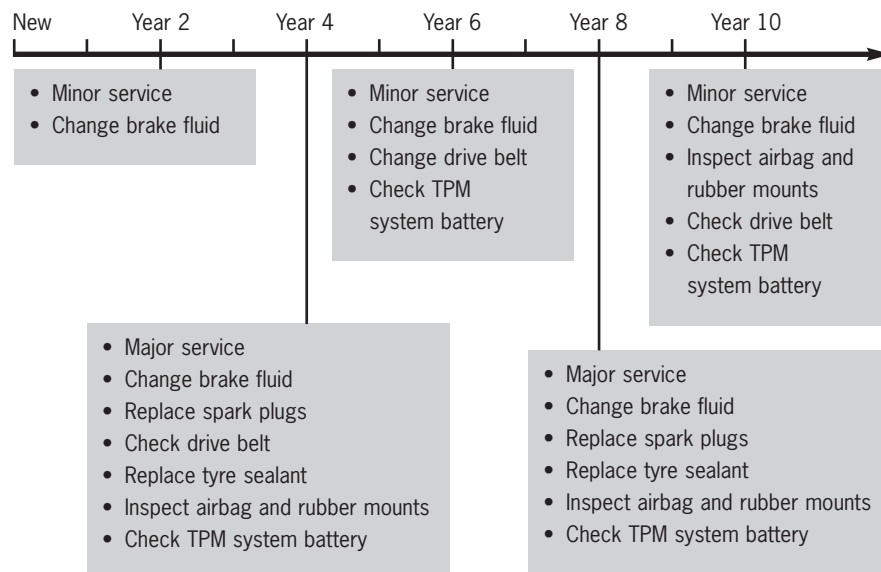 New Year 2 Year 4 Year 6 Year 8 Year 10
• Minor service
• Change brake fluid
• Minor service
• Change brake fluid
• Change drive belt
• Check TPM
system battery
• Minor service
• Change brake fluid
• Inspect airbag and
rubber mounts
• Check drive belt
• Check TPM
system battery
• Major service
• Change brake fluid
• Replace spark plugs
• Check drive belt
• Replace tyre sealant
• Inspect airbag and rubber mounts
• Check TPM system battery
• Major service
• Change brake fluid
• Replace spark plugs
• Replace tyre sealant
• Inspect airbag and rubber mounts
• Check TPM system battery